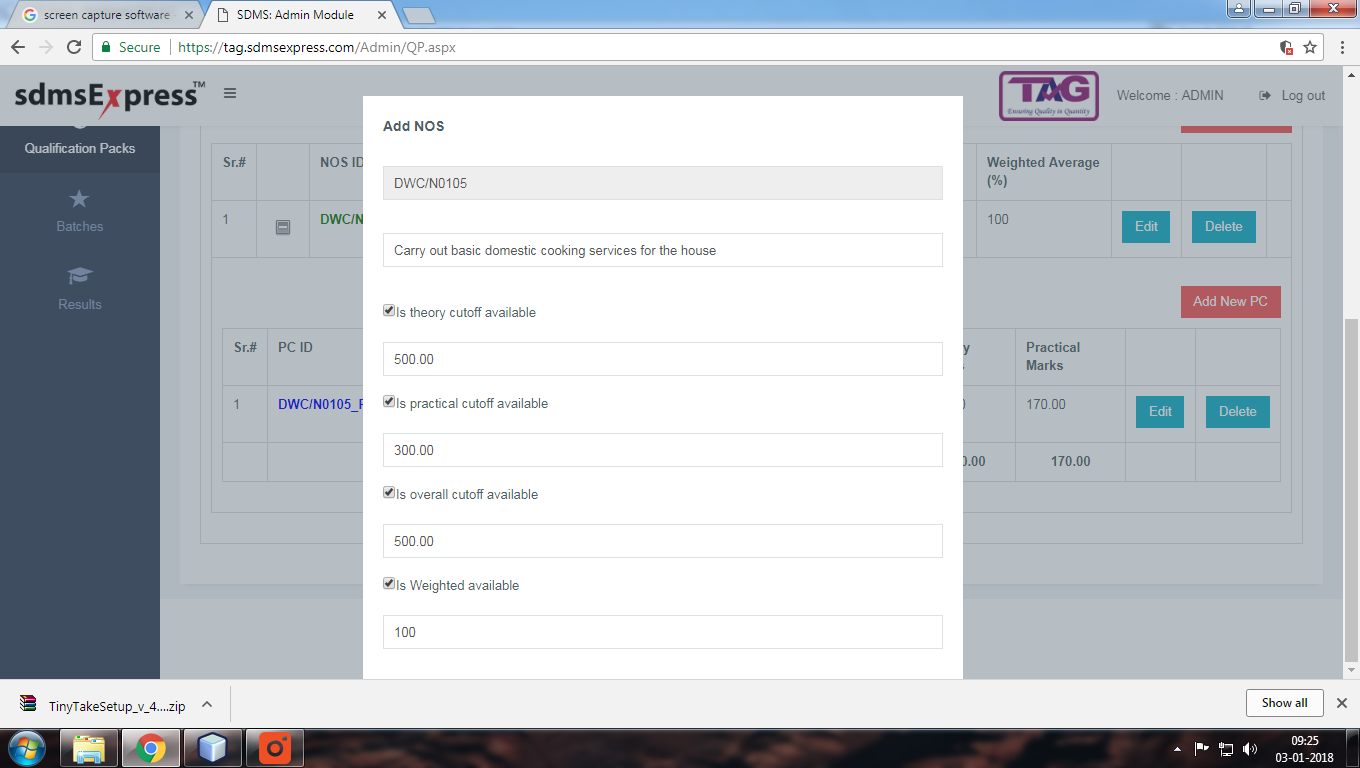 screen capture software
SDMS: Admin Module
Secure
https://tag.sdmsexpress.com/Admin/QP.aspx
sdmsExpress™
TAG
Ensuring Quality in Quantity
Welcome : ADMIN
Log out
Qualification Packs
Batches
Results
Sr.#
NOS ID
Weighted Average
(%)
1
DWC/N
100
Edit
Delete
Add New PC
Sr.#
PC ID
Practical
Marks
1
DWC/N0105_
170.00
Edit
Delete
0.00
170.00
Add NOS
DWC/N0105
Carry out basic domestic cooking services for the house
Is theory cutoff available
500.00
Is practical cutoff available
300.00
Is overall cutoff available
500.00
Is Weighted available
100
TinyTakeSetup_v_4....zip
Show all
09:25
03-01-2018